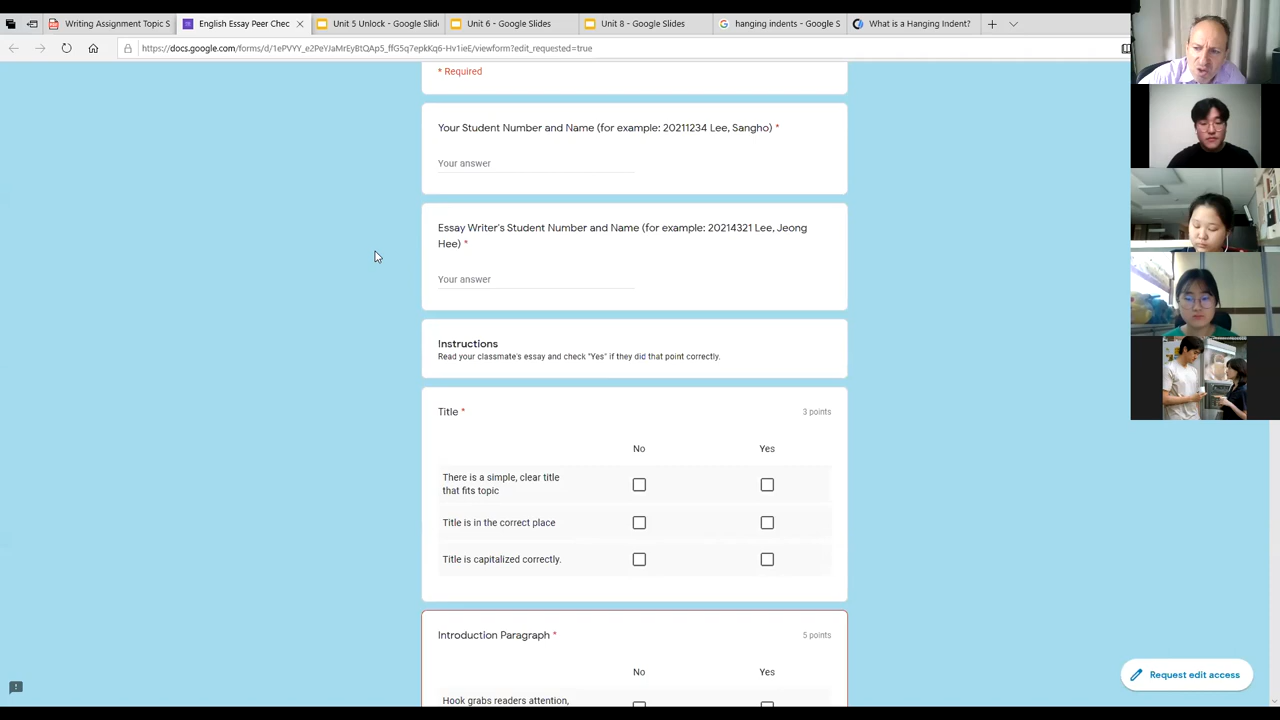 Writing Assignment Topic S
English Essay Peer Chec
Unit 5 Unlock - Google Slid
Unit 6 - Google Slides
Unit 8 - Google Slides
hanging indents - Google S
What is a Hanging Indent?
https://docs.google.com/forms/d/1ePVYY_e2PeYJaMrEyBtQAp5_ffG5q7epkKq6-Hv1ieE/viewform?edit_requested=true
* Required
Your Student Number and Name (for example: 20211234 Lee, Sangho) *
Your answer
Essay Writer's Student Number and Name (for example: 20214321 Lee, Jeong
Hee) *
Your answer
Instructions
Read your classmate's essay and check "Yes" if they did that point correctly.
Title *
3 points
No Yes
There is a simple, clear title
that fits topic
Title is in the correct place
Title is capitalized correctly.
Introduction Paragraph *
5 points
No Yes
Hook grabs readers attention,
Request edit access